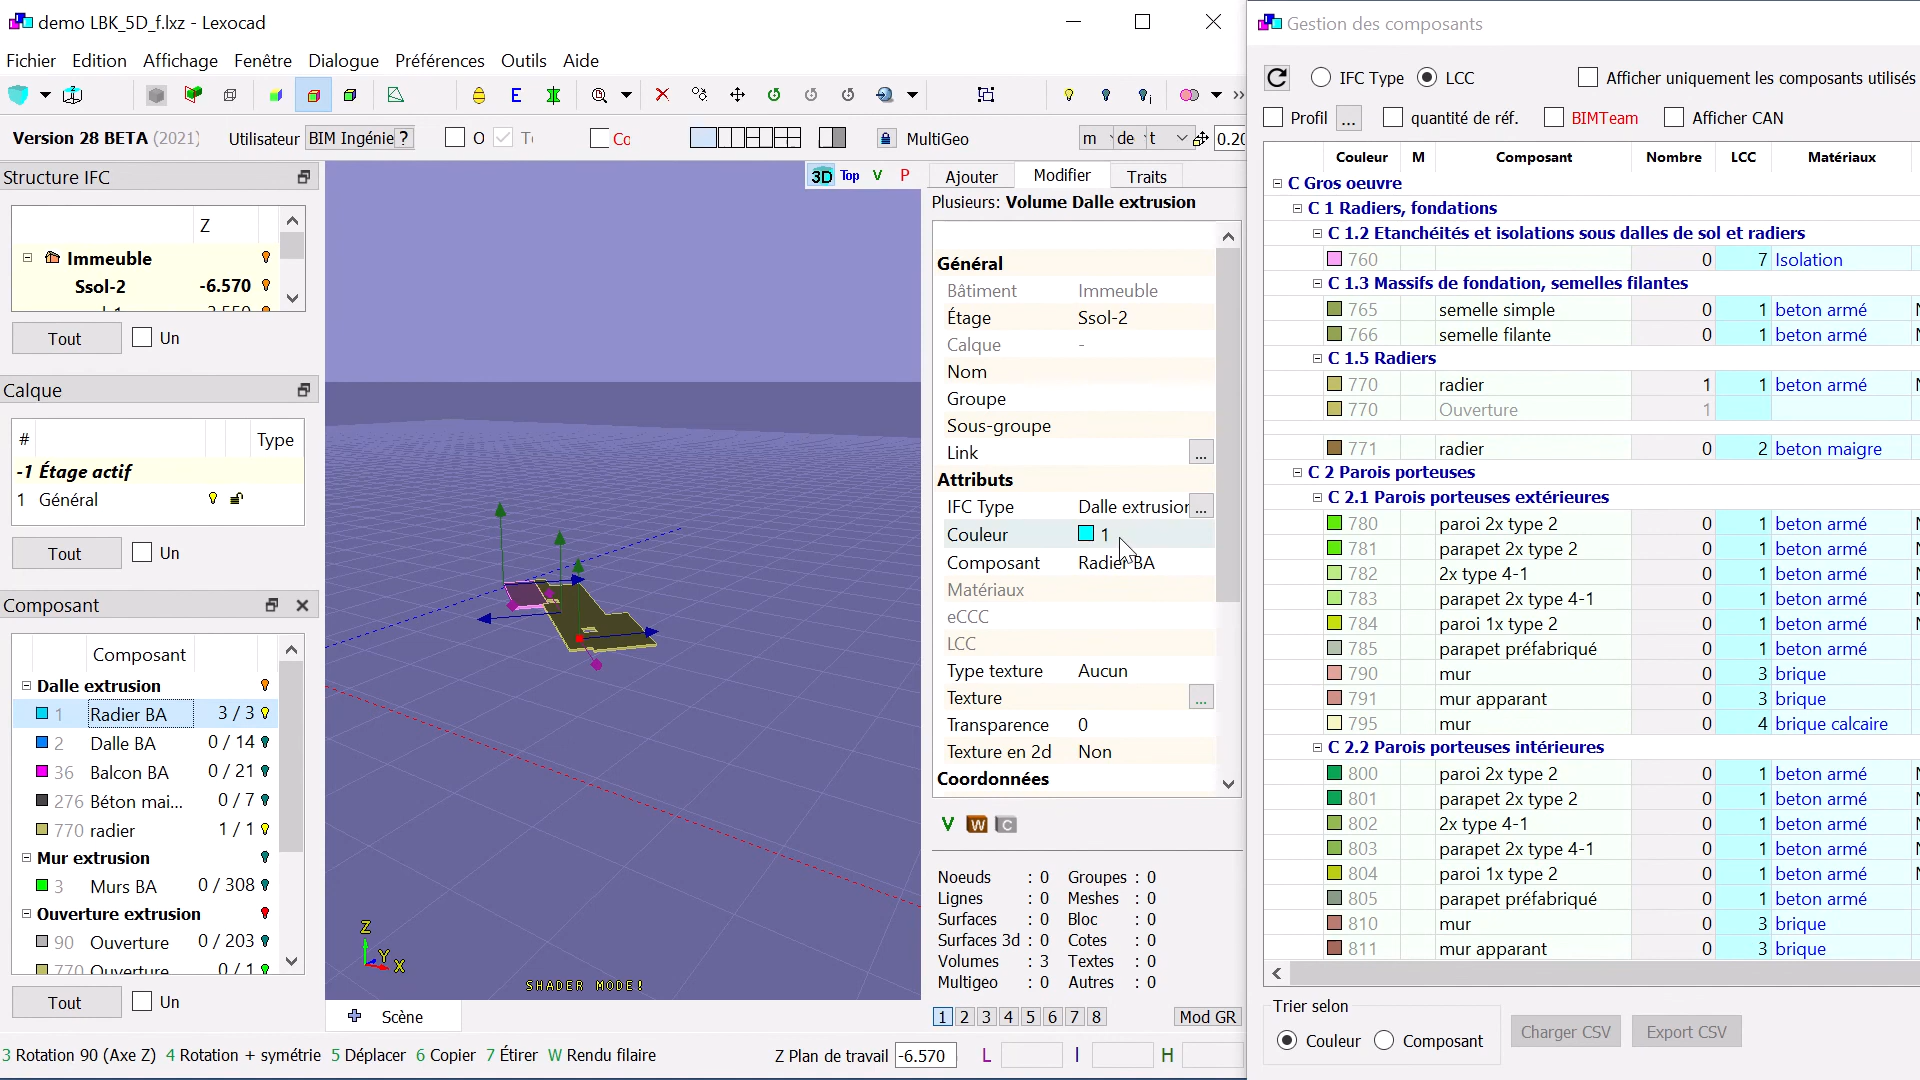 demo LBK_5D_f.lxz - Lexocad
Fichier Edition Affichage Fenêtre Dialogue Préférences Outils Aide
Version 28 BETA (2021) Utilisateur BIM Ingénie ? O Co MultiGeo m de t 0.20
Structure IFC
Z
Immeuble
Ssol-2 -6.570
Tout Un
Calque
# Type
-1 Étage actif
1 Général
Tout Un
Composant
Composant
Dalle extrusion
1 Radier BA 3 / 3
2 Dalle BA 0 / 14
36 Balcon BA 0 / 21
276 Béton mai... 0 / 7
770 radier 1 / 1
Mur extrusion
3 Murs BA 0 / 308
Ouverture extrusion
90 Ouverture 0 / 203
770 Ouverture 0 / 1
Tout Un
3D Top V P
Z
Y
X
SHADER MODE!
Scène
Ajouter Modifier Traits
Plusieurs: Volume Dalle extrusion
Général
Bâtiment Immeuble
Étage Ssol-2
Calque -
Nom
Groupe
Sous-groupe
Link ...
Attributs
IFC Type Dalle extrusion ...
Couleur 1
Composant Radier BA
Matériaux
eCCC
LCC
Type texture Aucun
Texture ...
Transparence 0
Texture en 2d Non
Coordonnées
V W C
Noeuds : 0 Groupes : 0
Lignes : 0 Meshes : 0
Surfaces : 0 Bloc : 0
Surfaces 3d : 0 Cotes : 0
Volumes : 3 Textes : 0
Multigeo : 0 Autres : 0
1 2 3 4 5 6 7 8 Mod GR
3 Rotation 90 (Axe Z) 4 Rotation + symétrie 5 Déplacer 6 Copier 7 Étirer W Rendu filaire Z Plan de travail -6.570 L l H
Gestion des composants
IFC Type LCC Afficher uniquement les composants utilisés
Profil ... quantité de réf. BIMTeam Afficher CAN
Couleur M Composant Nombre LCC Matériaux
C Gros oeuvre
C 1 Radiers, fondations
C 1.2 Etanchéités et isolations sous dalles de sol et radiers
760 0 7 Isolation
C 1.3 Massifs de fondation, semelles filantes
765 semelle simple 0 1 beton armé
766 semelle filante 0 1 beton armé
C 1.5 Radiers
770 radier 1 1 beton armé
770 Ouverture 1
771 radier 0 2 beton maigre
C 2 Parois porteuses
C 2.1 Parois porteuses extérieures
780 paroi 2x type 2 0 1 beton armé
781 parapet 2x type 2 0 1 beton armé
782 2x type 4-1 0 1 beton armé
783 parapet 2x type 4-1 0 1 beton armé
784 paroi 1x type 2 0 1 beton armé
785 parapet préfabriqué 0 1 beton armé
790 mur 0 3 brique
791 mur apparant 0 3 brique
795 mur 0 4 brique calcaire
C 2.2 Parois porteuses intérieures
800 paroi 2x type 2 0 1 beton armé
801 parapet 2x type 2 0 1 beton armé
802 2x type 4-1 0 1 beton armé
803 parapet 2x type 4-1 0 1 beton armé
804 paroi 1x type 2 0 1 beton armé
805 parapet préfabriqué 0 1 beton armé
810 mur 0 3 brique
811 mur apparant 0 3 brique
Trier selon
Couleur Composant Charger CSV Export CSV